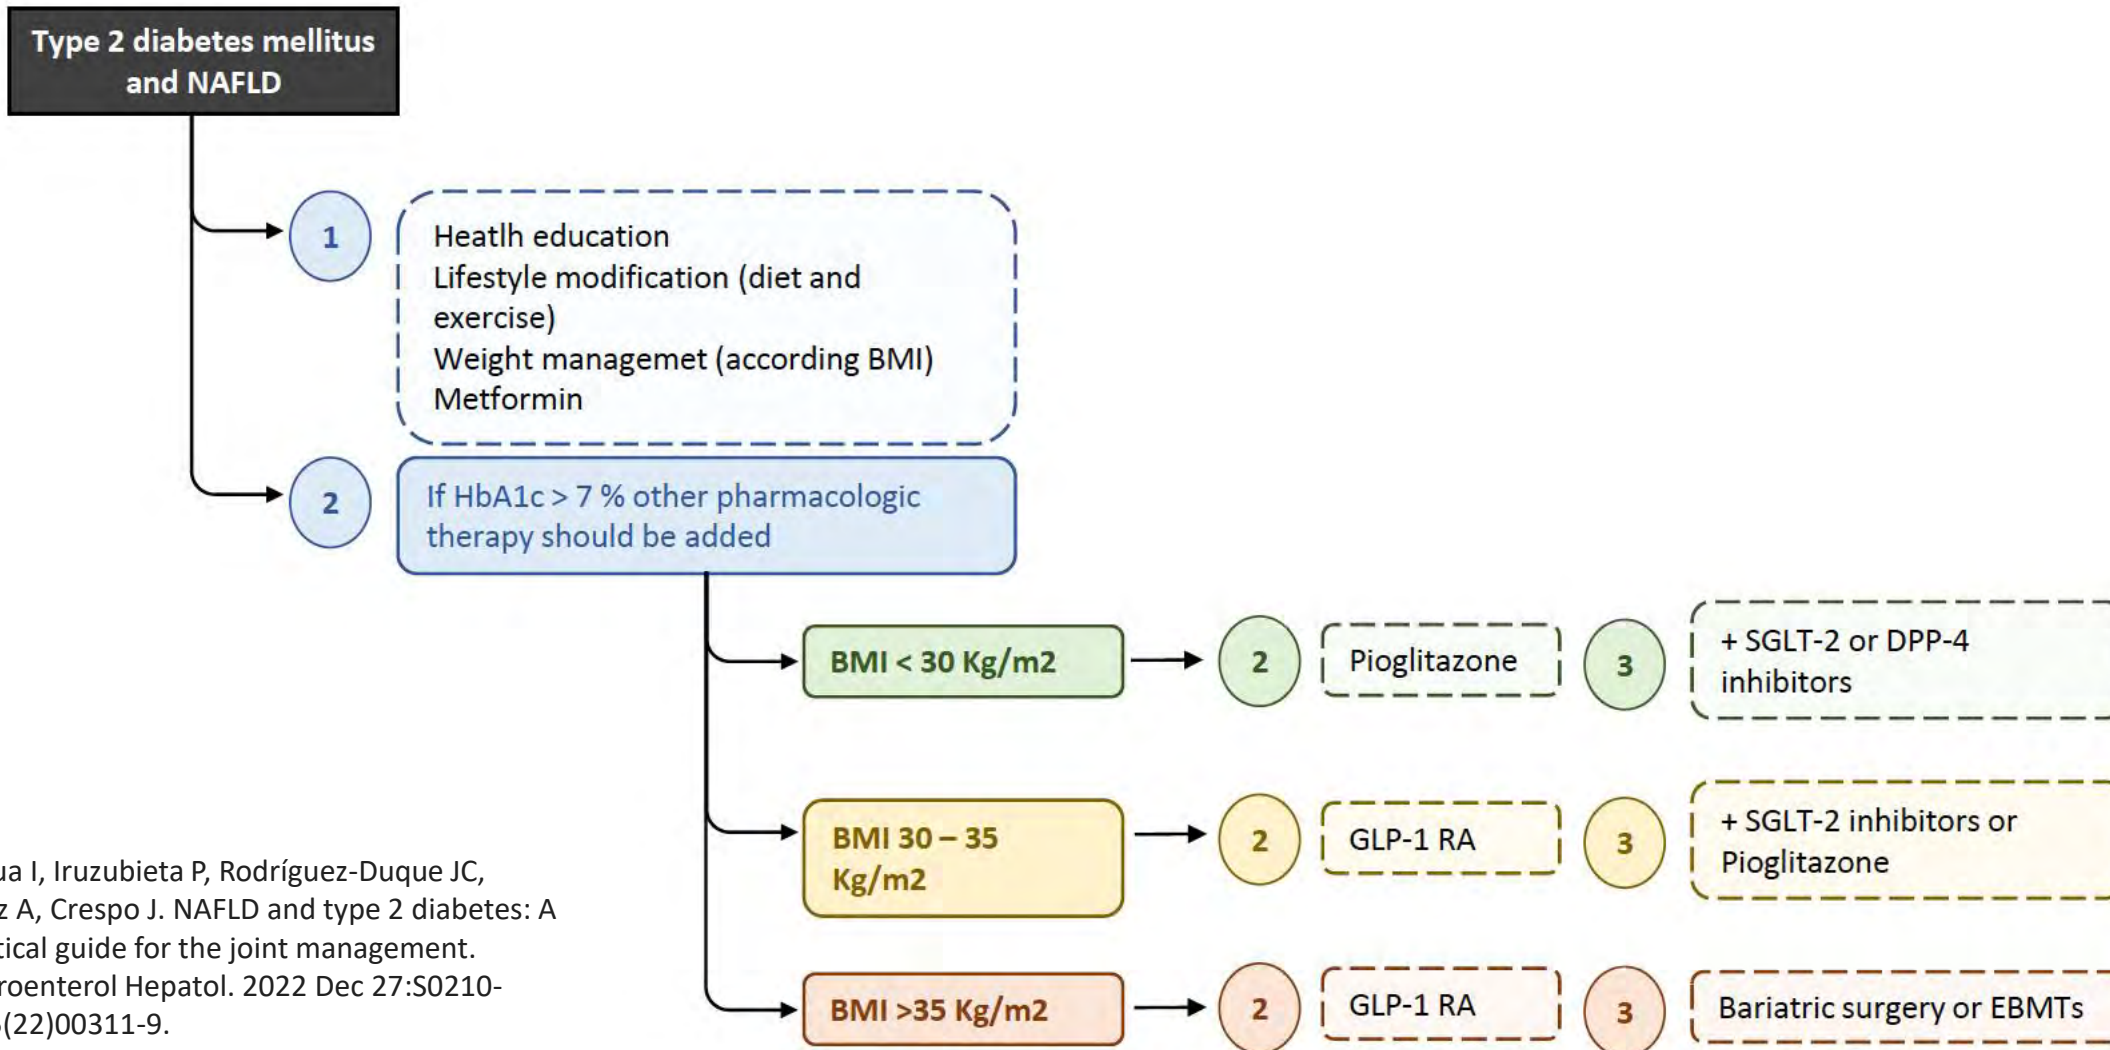 Type 2 diabetes mellitus
and NAFLD
1
Heatlh education
Lifestyle modification (diet and
exercise)
Weight managemet (according BMI)
Metformin
2
If HbA1c > 7 % other pharmacologic
therapy should be added
BMI < 30 Kg/m2
2
Pioglitazone
3
+ SGLT-2 or DPP-4
inhibitors
BMI 30 – 35
Kg/m2
2
GLP-1 RA
3
+ SGLT-2 inhibitors or
Pioglitazone
BMI >35 Kg/m2
2
GLP-1 RA
3
Bariatric surgery or EBMTs
I, Iruzubieta P, Rodríguez-Duque JC,
A, Crespo J. NAFLD and type 2 diabetes: A
guide for the joint management.
Hepatol. 2022 Dec 27:S0210-
(22)00311-9.